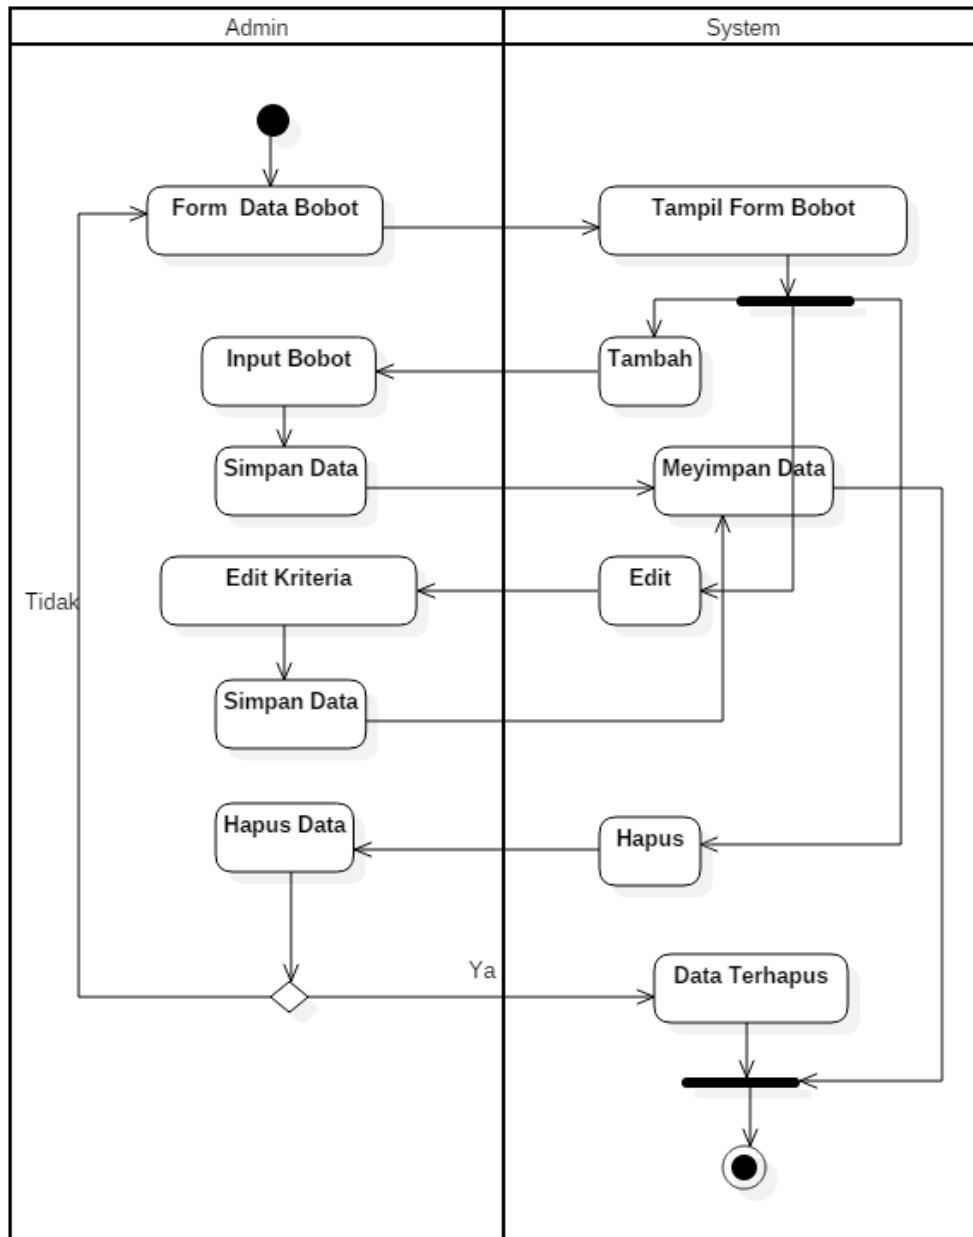 Admin
System
Form  Data Bobot
Tampil Form Bobot
Input Bobot
Tambah
Simpan Data
Meyimpan Data
Edit Kriteria
Edit
Tidak
Simpan Data
Hapus Data
Hapus
Ya
Data Terhapus